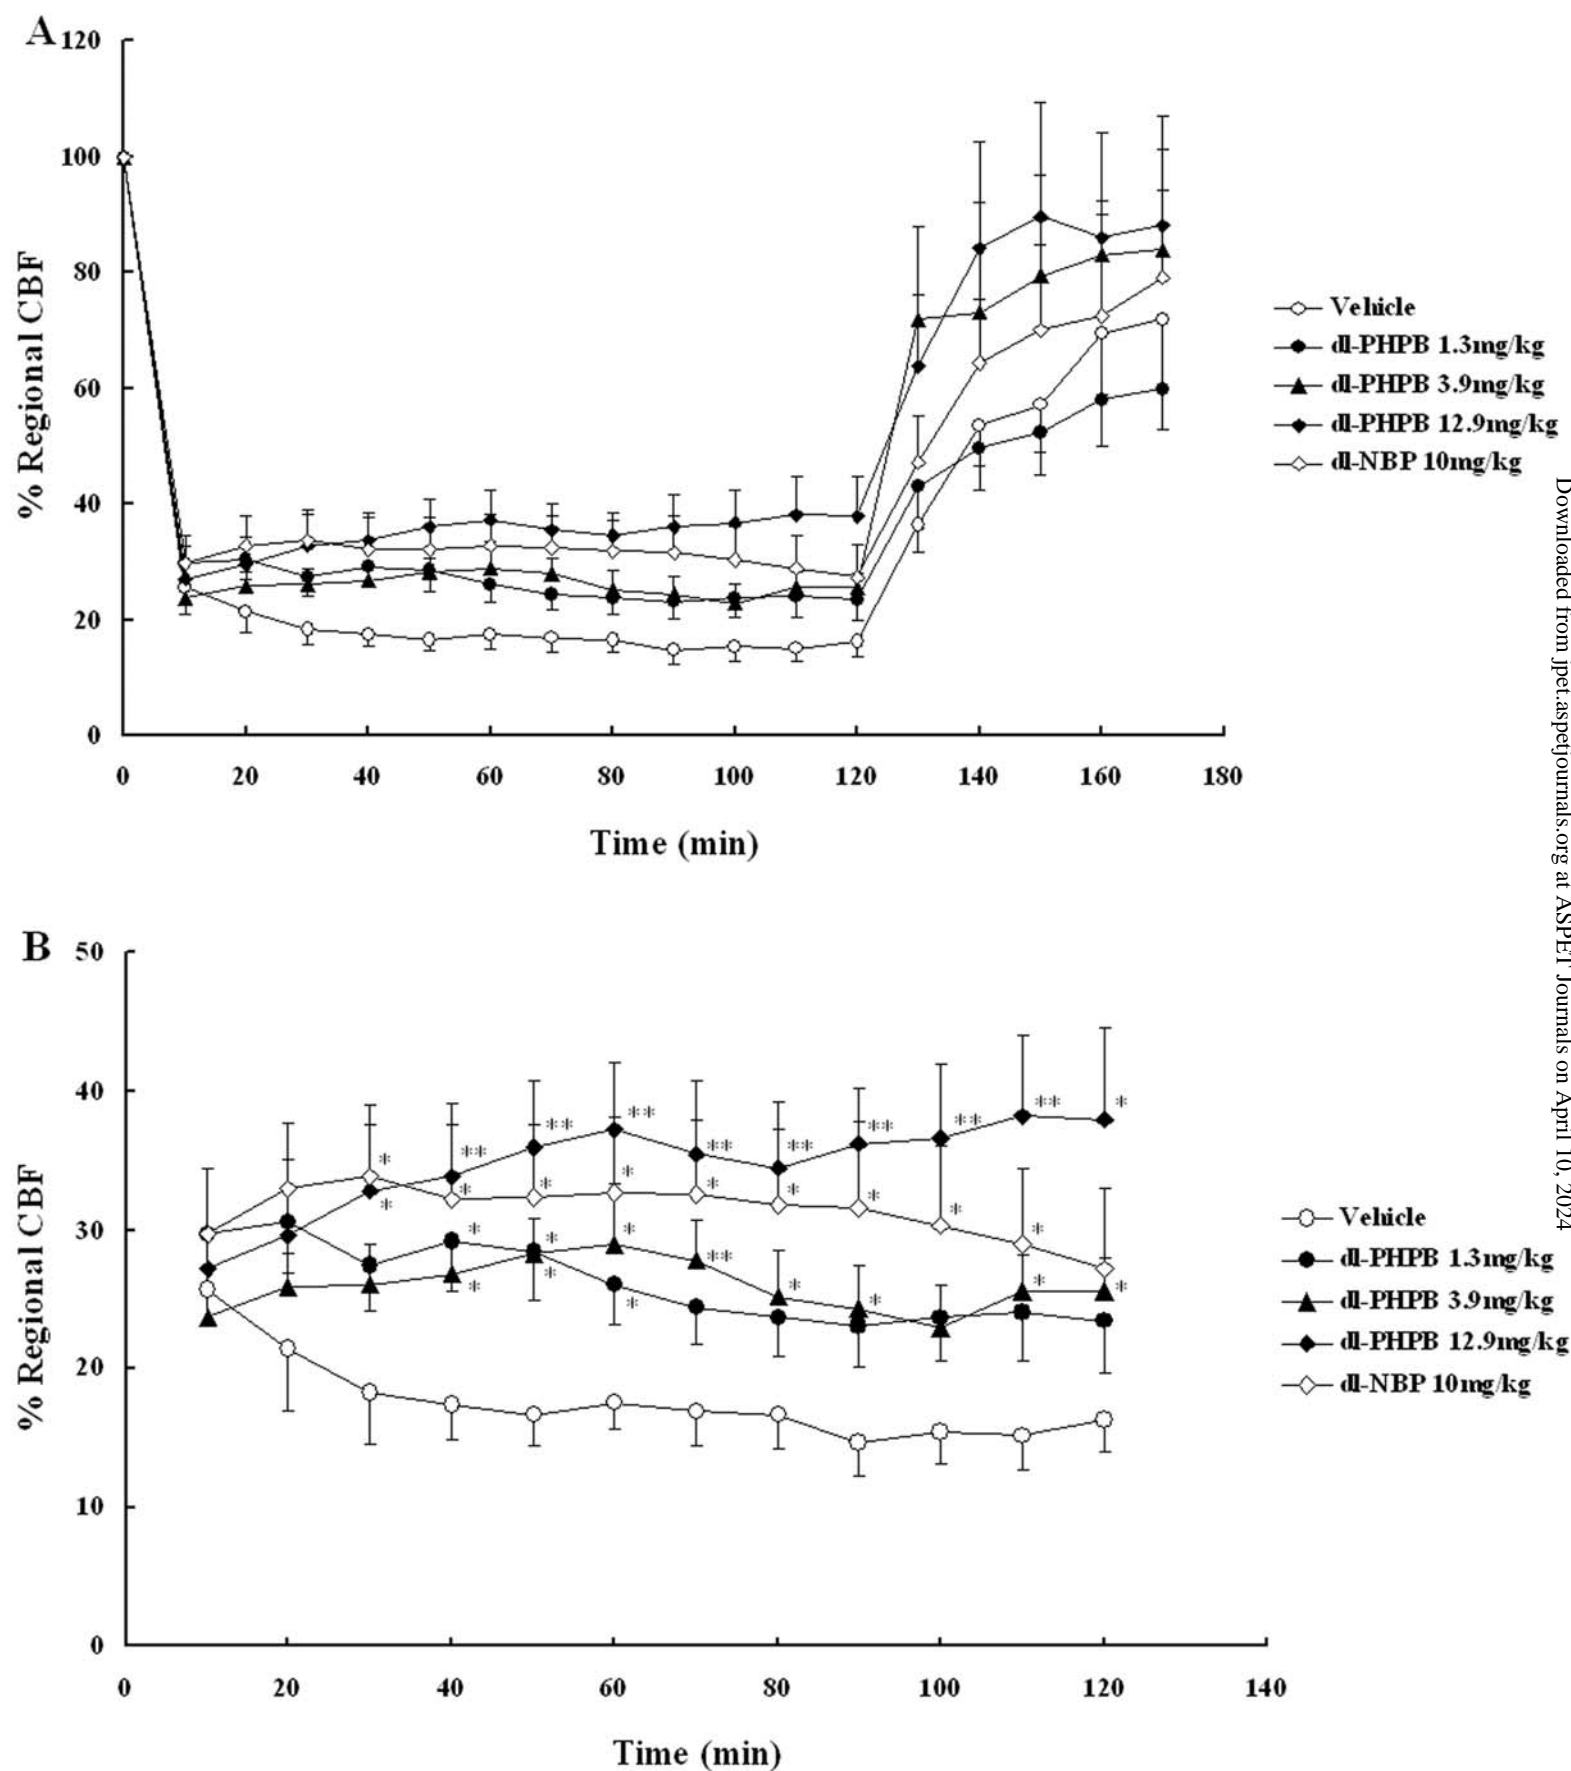 A
120
100
80
60
40
20
0
% Regional CBF
0 20 40 60 80 100 120 140 160 180
Time (min)
Vehicle
dl-PHPB 1.3mg/kg
dl-PHPB 3.9mg/kg
dl-PHPB 12.9mg/kg
dl-NBP 10mg/kg
B
50
40
30
20
10
0
% Regional CBF
** ** ** ** ** ** ** *
* * * * * * * * *
* * * * ** * * * *
* * *
0 20 40 60 80 100 120 140
Time (min)
Vehicle
dl-PHPB 1.3mg/kg
dl-PHPB 3.9mg/kg
dl-PHPB 12.9mg/kg
dl-NBP 10mg/kg
Downloaded from jpet.aspetjournals.org at ASPET Journals on April 10, 2024